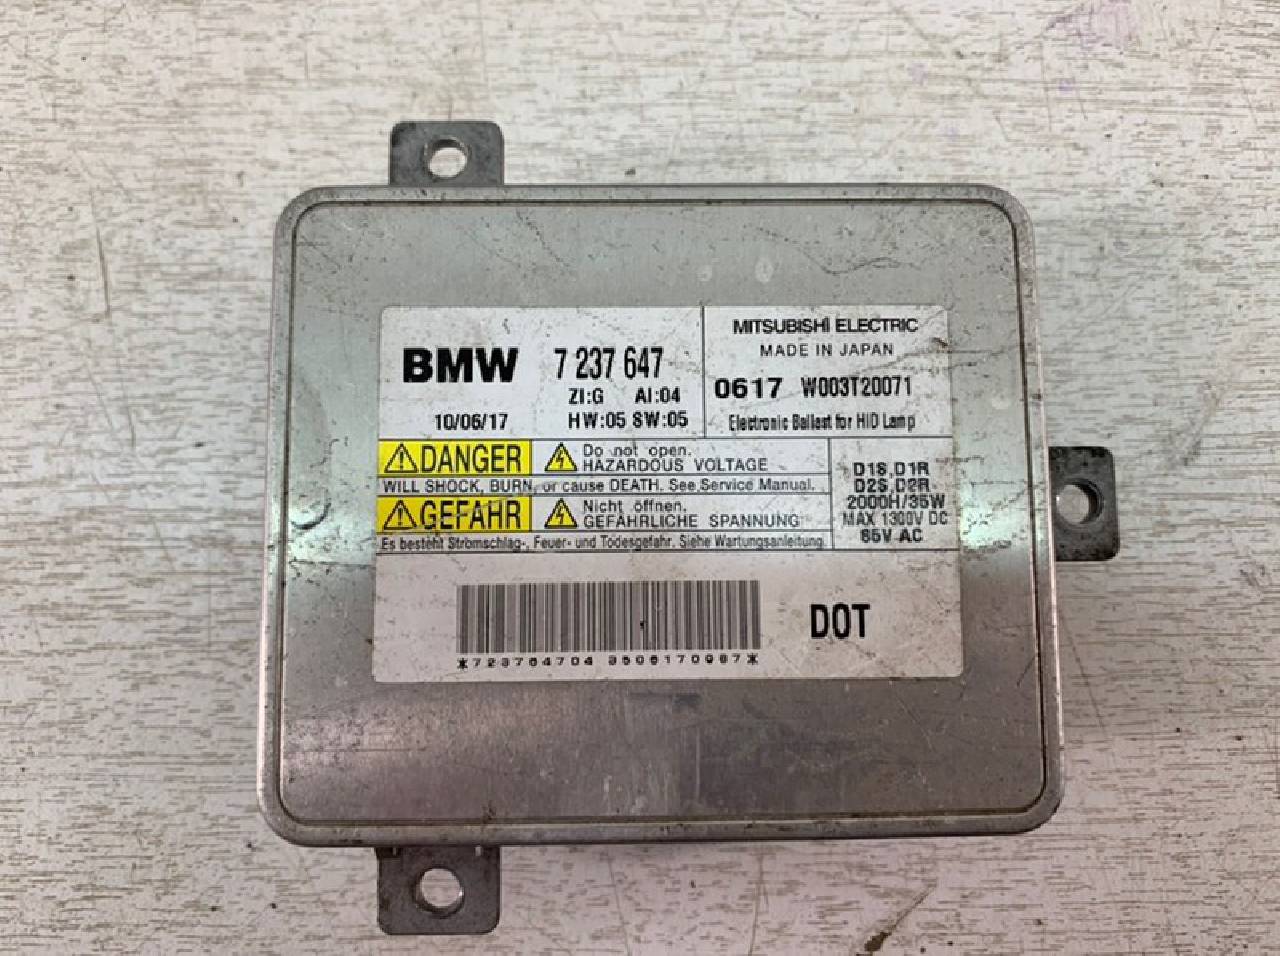 BMW 7 237 647
ZI:G AI:04
10/06/17 HW:05 SW:05
MITSUBISHI ELECTRIC
MADE IN JAPAN
0617 W003T20071
Electronic Ballast for HID Lamp
DANGER Do not open.
HAZARDOUS VOLTAGE
WILL SHOCK, BURN, or cause DEATH. See Service Manual.
GEFAHR Nicht öffnen.
GEFÄHRLICHE SPANNUNG
Es besteht Stromschlag-, Feuer- und Todesgefahr. Siehe Wartungsanleitung.
D1S,D1R
D2S,D2R
2000H/35W
MAX 1300V DC
85V AC
*723764704 3506170987*
DOT